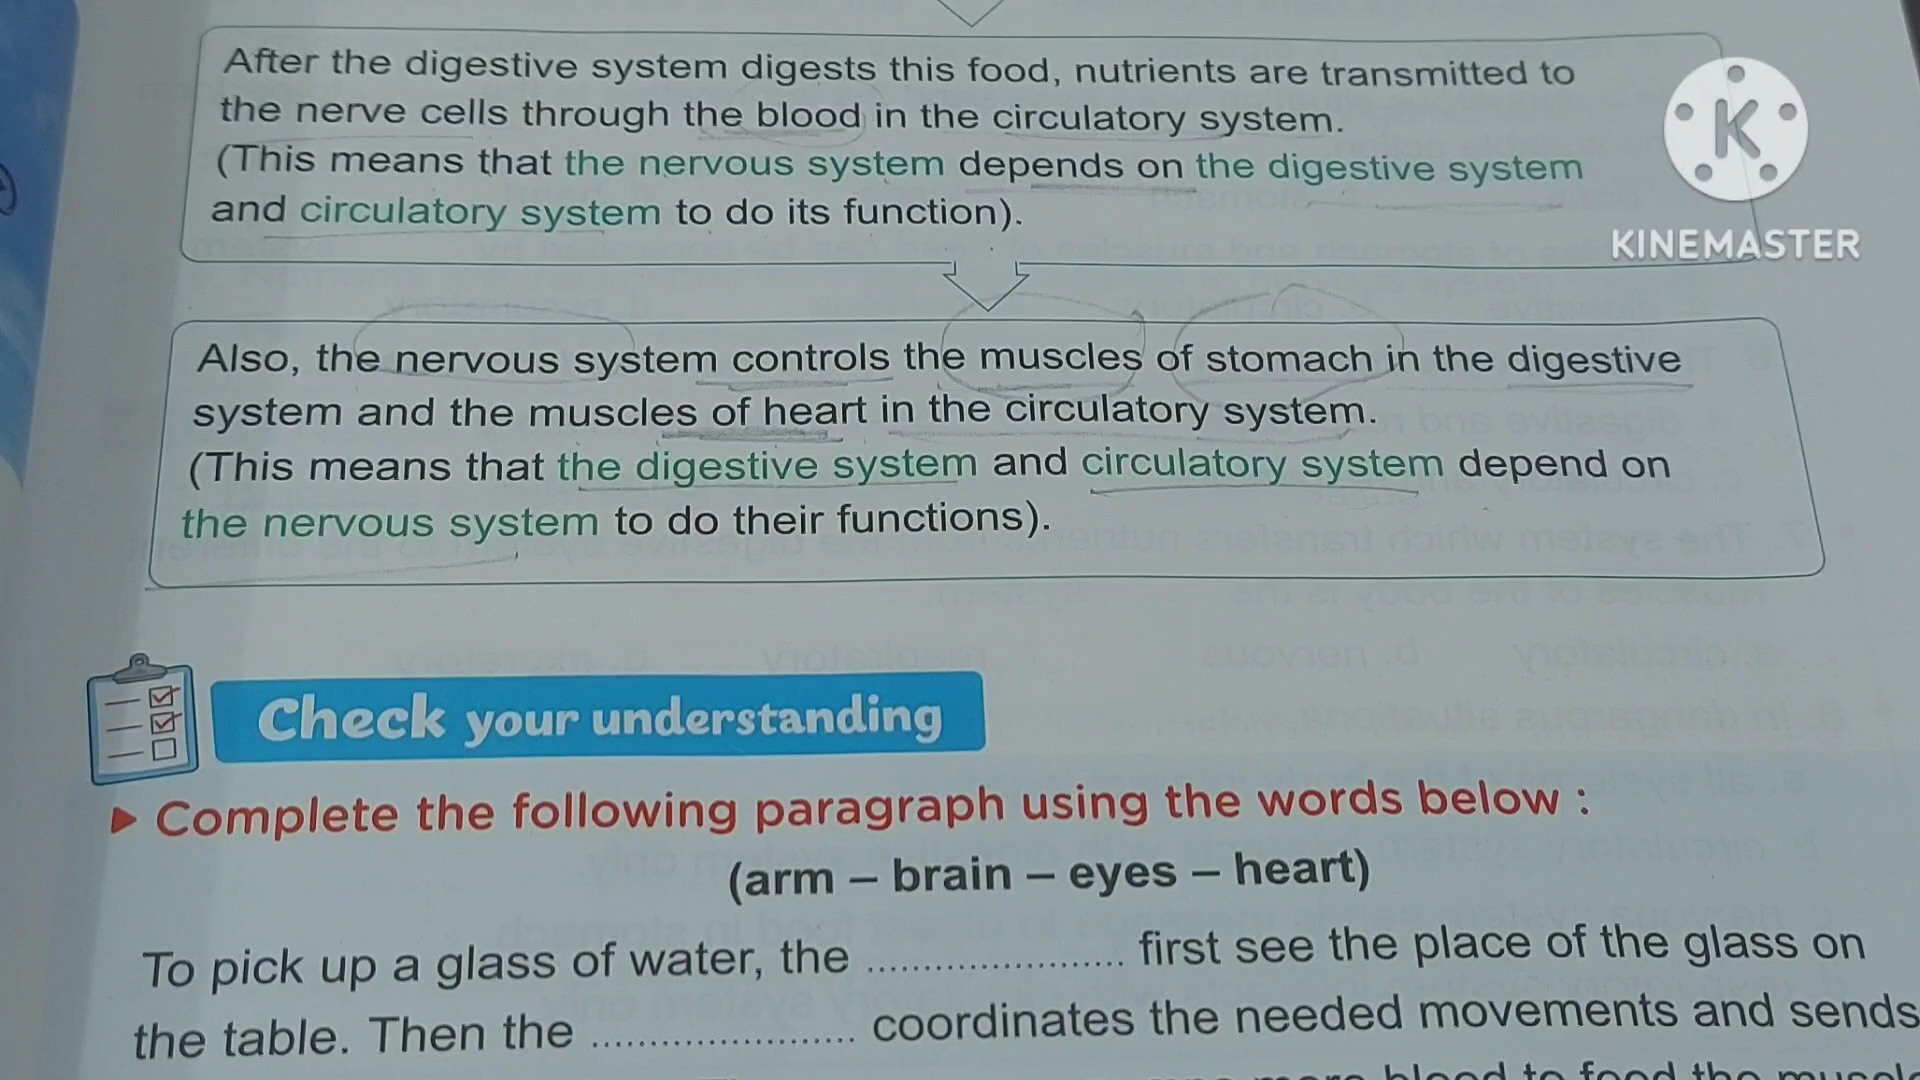 After the digestive system digests this food, nutrients are transmitted to
the nerve cells through the blood in the circulatory system.
(This means that the nervous system depends on the digestive system
and circulatory system to do its function).
K
KINEMASTER
Also, the nervous system controls the muscles of stomach in the digestive
system and the muscles of heart in the circulatory system.
(This means that the digestive system and circulatory system depend on
the nervous system to do their functions).
Check your understanding
Complete the following paragraph using the words below :
(arm – brain – eyes – heart)
To pick up a glass of water, the ........................ first see the place of the glass on
the table. Then the ........................ coordinates the needed movements and sends
more blood to feed the